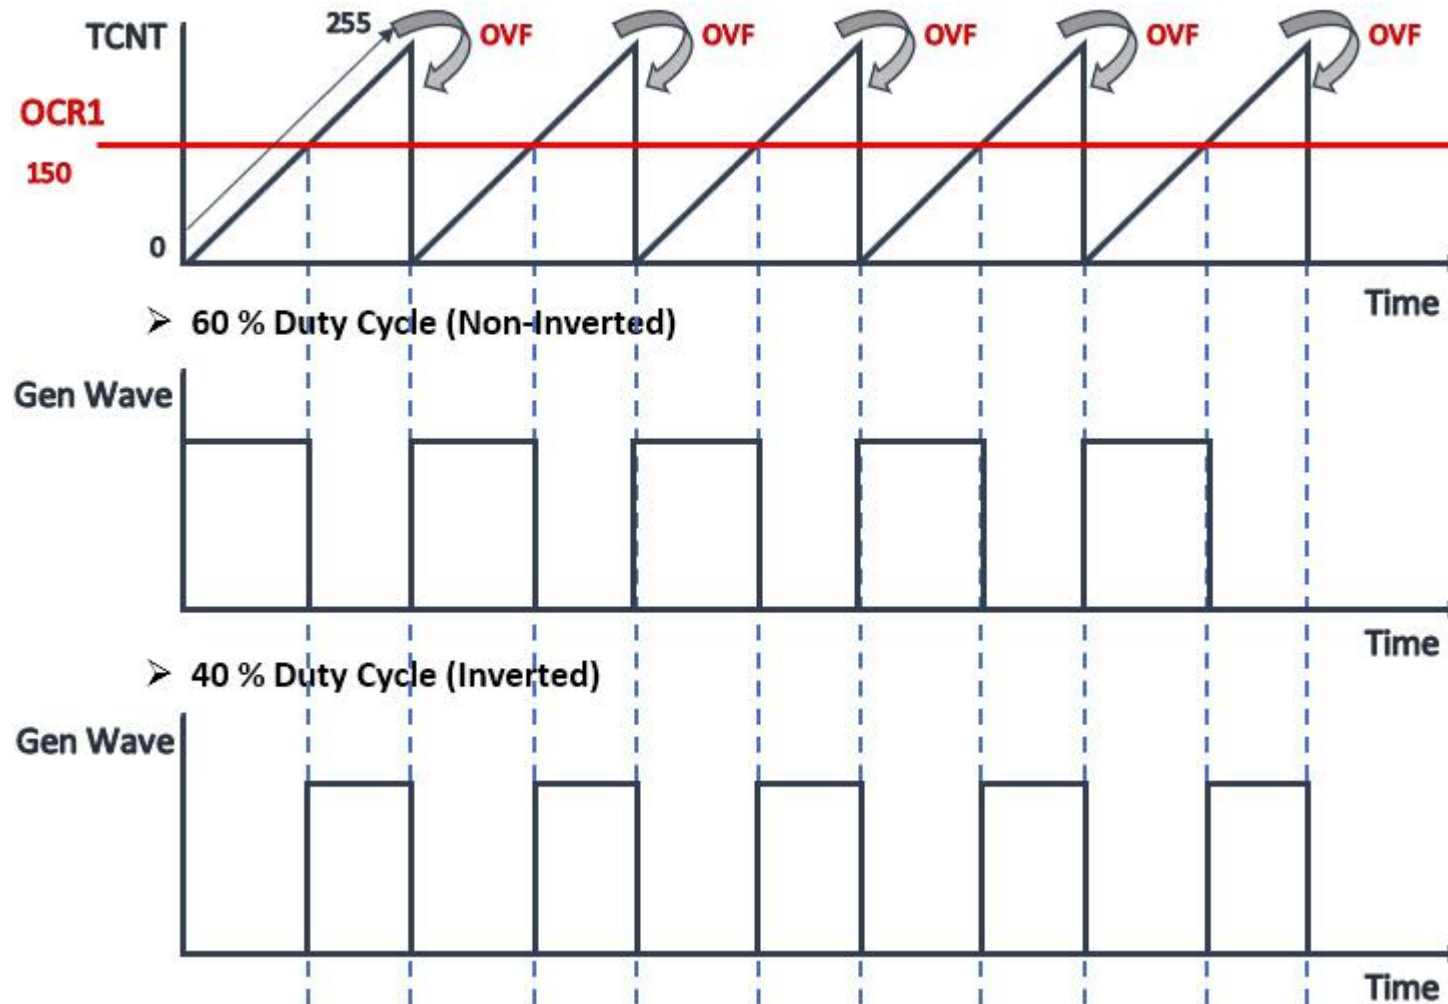 TCNT
255
OVF
OVF
OVF
OVF
OVF
OCR1
150
0
Time
➢ 60 % Duty Cycle (Non-Inverted)
Gen Wave
Time
➢ 40 % Duty Cycle (Inverted)
Gen Wave
Time